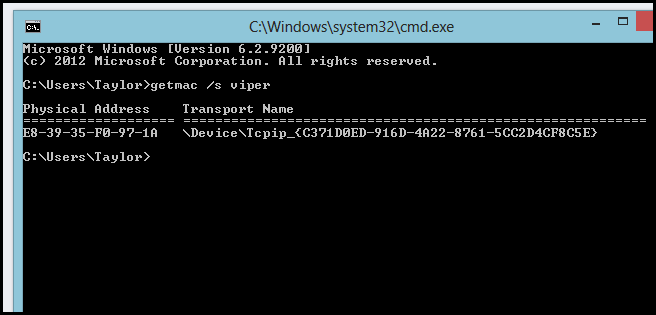 C:\Windows\system32\cmd.exe
Microsoft Windows [Version 6.2.9200]
(c) 2012 Microsoft Corporation. All rights reserved.
C:\Users\Taylor>getmac /s viper
Physical Address    Transport Name
=================== ==========================================================
E8-39-35-F0-97-1A   \Device\Tcpip_{C371D0ED-916D-4A22-8761-5CC2D4CF8C5E}
C:\Users\Taylor>